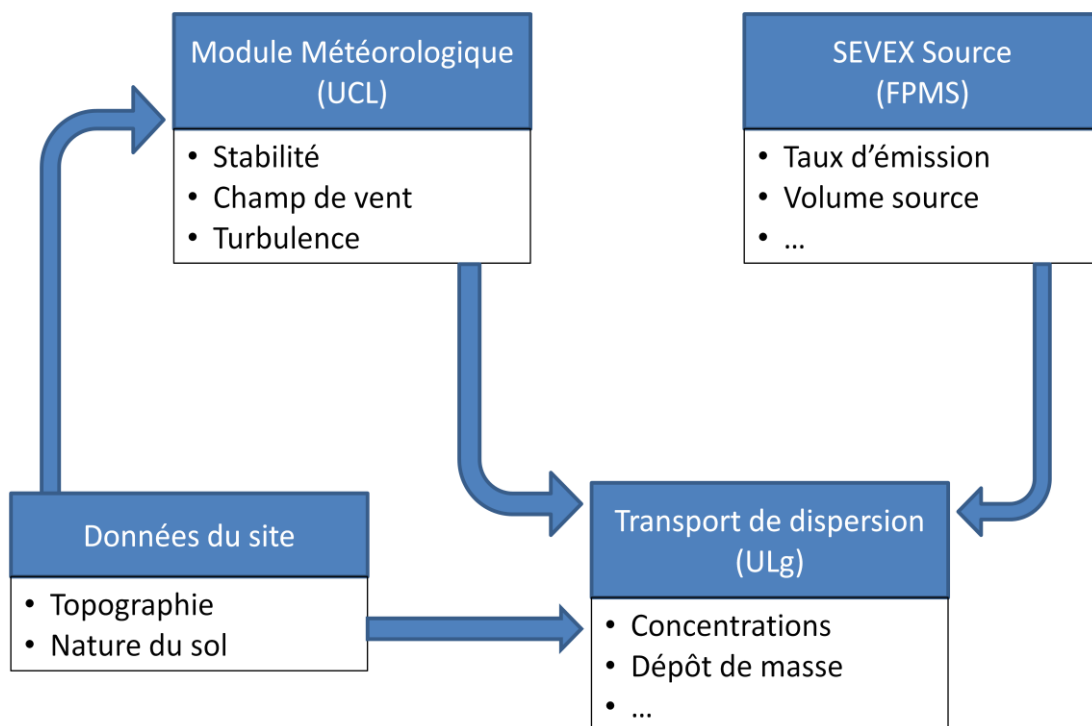 Module Météorologique
(UCL)
• Stabilité
• Champ de vent
• Turbulence
SEVEX Source
(FPMS)
• Taux d’émission
• Volume source
• ...
Données du site
• Topographie
• Nature du sol
Transport de dispersion
(ULg)
• Concentrations
• Dépôt de masse
• ...